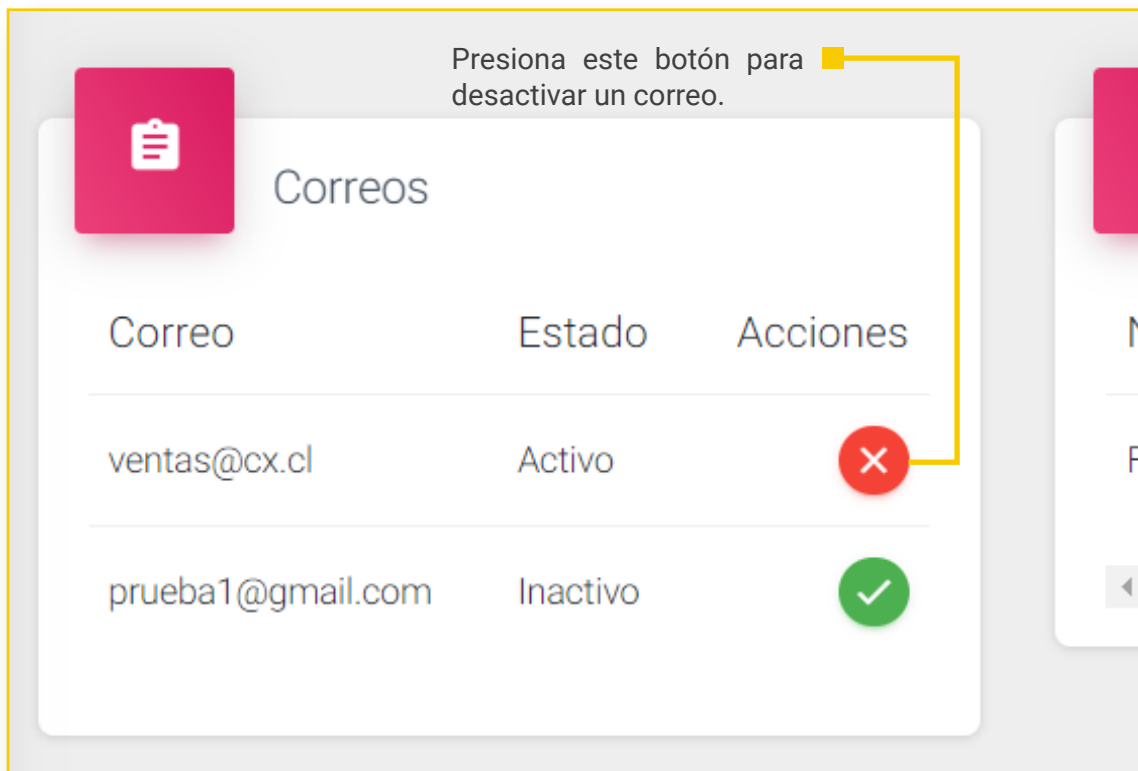 Presiona este botón para
desactivar un correo.
Correos
Correo Estado Acciones
ventas@cx.cl Activo
prueba1@gmail.com Inactivo